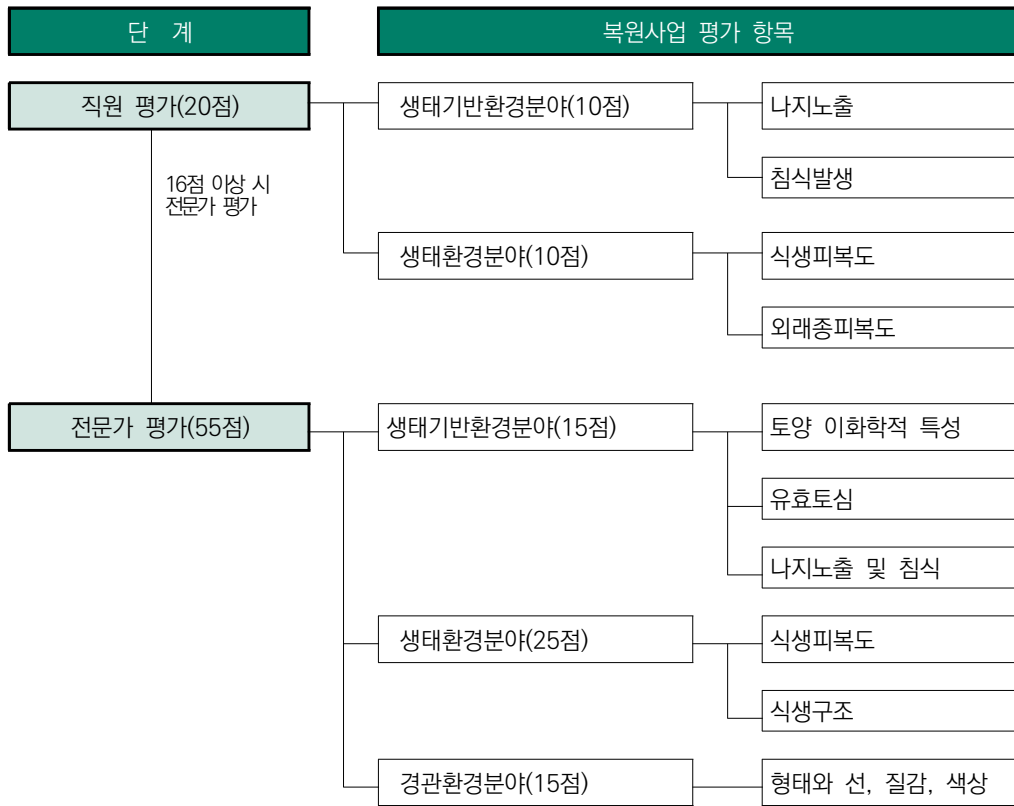 단 계
복원사업 평가 항목
직원 평가(20점)
생태기반환경분야(10점)
나지노출
침식발생
16점 이상 시
전문가 평가
생태환경분야(10점)
식생피복도
외래종피복도
전문가 평가(55점)
생태기반환경분야(15점)
토양 이화학적 특성
유효토심
나지노출 및 침식
생태환경분야(25점)
식생피복도
식생구조
경관환경분야(15점)
형태와 선, 질감, 색상